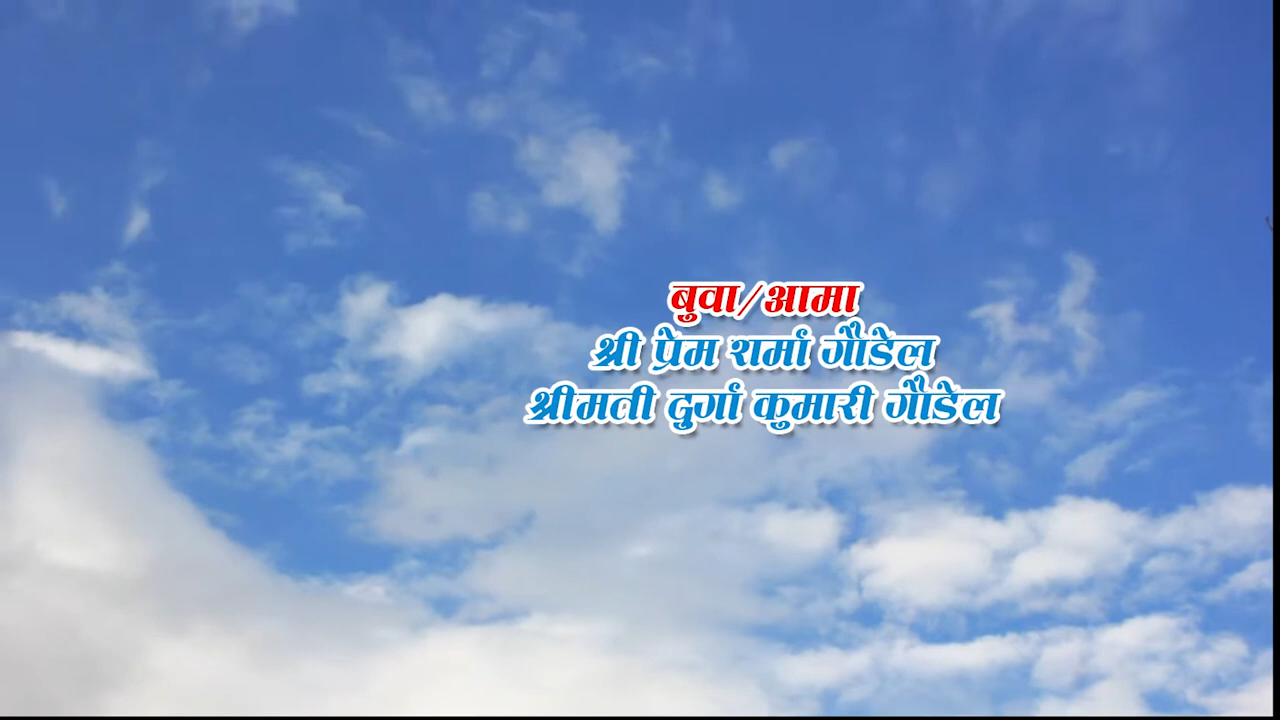 बुवा/आमा
श्री प्रेम शर्मा गौडेल
श्रीमती दुर्गा कुमारी गौडेल